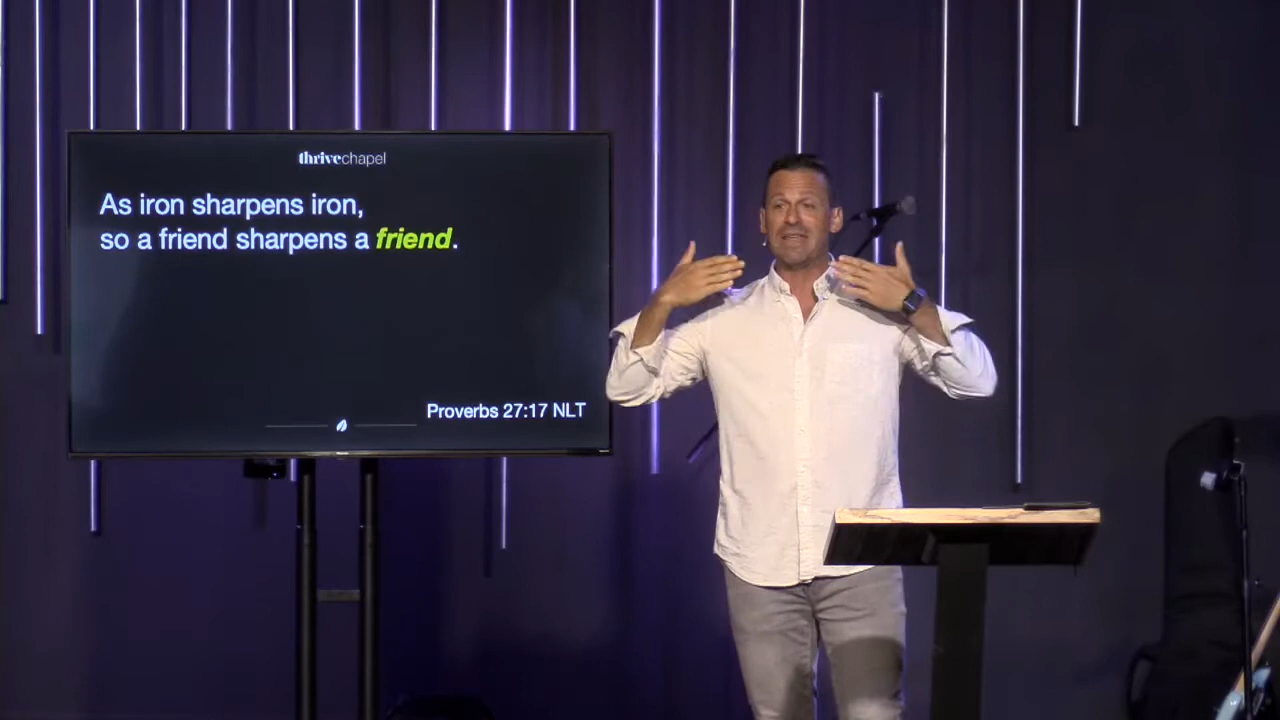 thrivechapel
As iron sharpens iron,
so a friend sharpens a friend.
Proverbs 27:17 NLT